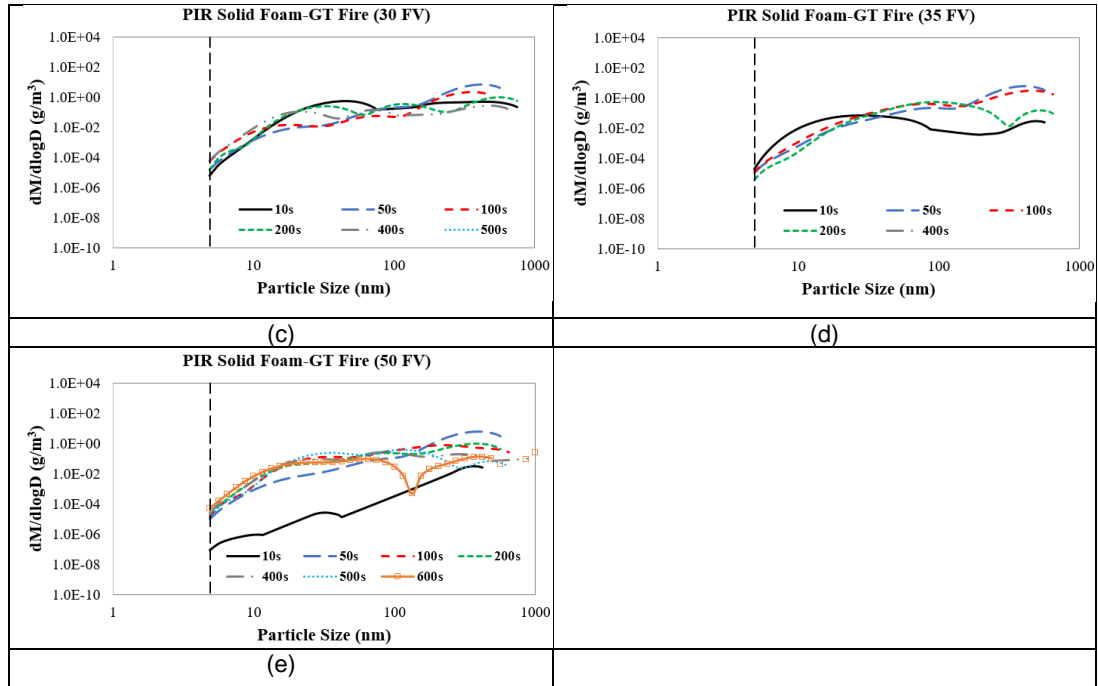 PIR Solid Foam-GT Fire (30 FV)
1.0E+04
1.0E+02
1.0E+00
1.0E-02
1.0E-04
1.0E-06
1.0E-08
1.0E-10
dM/dlogD (g/m³)
10s 50s 100s
200s 400s 500s
1 10 100 1000
Particle Size (nm)
(c)
PIR Solid Foam-GT Fire (35 FV)
1.0E+04
1.0E+02
1.0E+00
1.0E-02
1.0E-04
1.0E-06
1.0E-08
1.0E-10
dM/dlogD (g/m³)
10s 50s 100s
200s 400s
1 10 100 1000
Particle Size (nm)
(d)
PIR Solid Foam-GT Fire (50 FV)
1.0E+04
1.0E+02
1.0E+00
1.0E-02
1.0E-04
1.0E-06
1.0E-08
1.0E-10
dM/dlogD (g/m³)
10s 50s 100s 200s
400s 500s 600s
1 10 100 1000
Particle Size (nm)
(e)